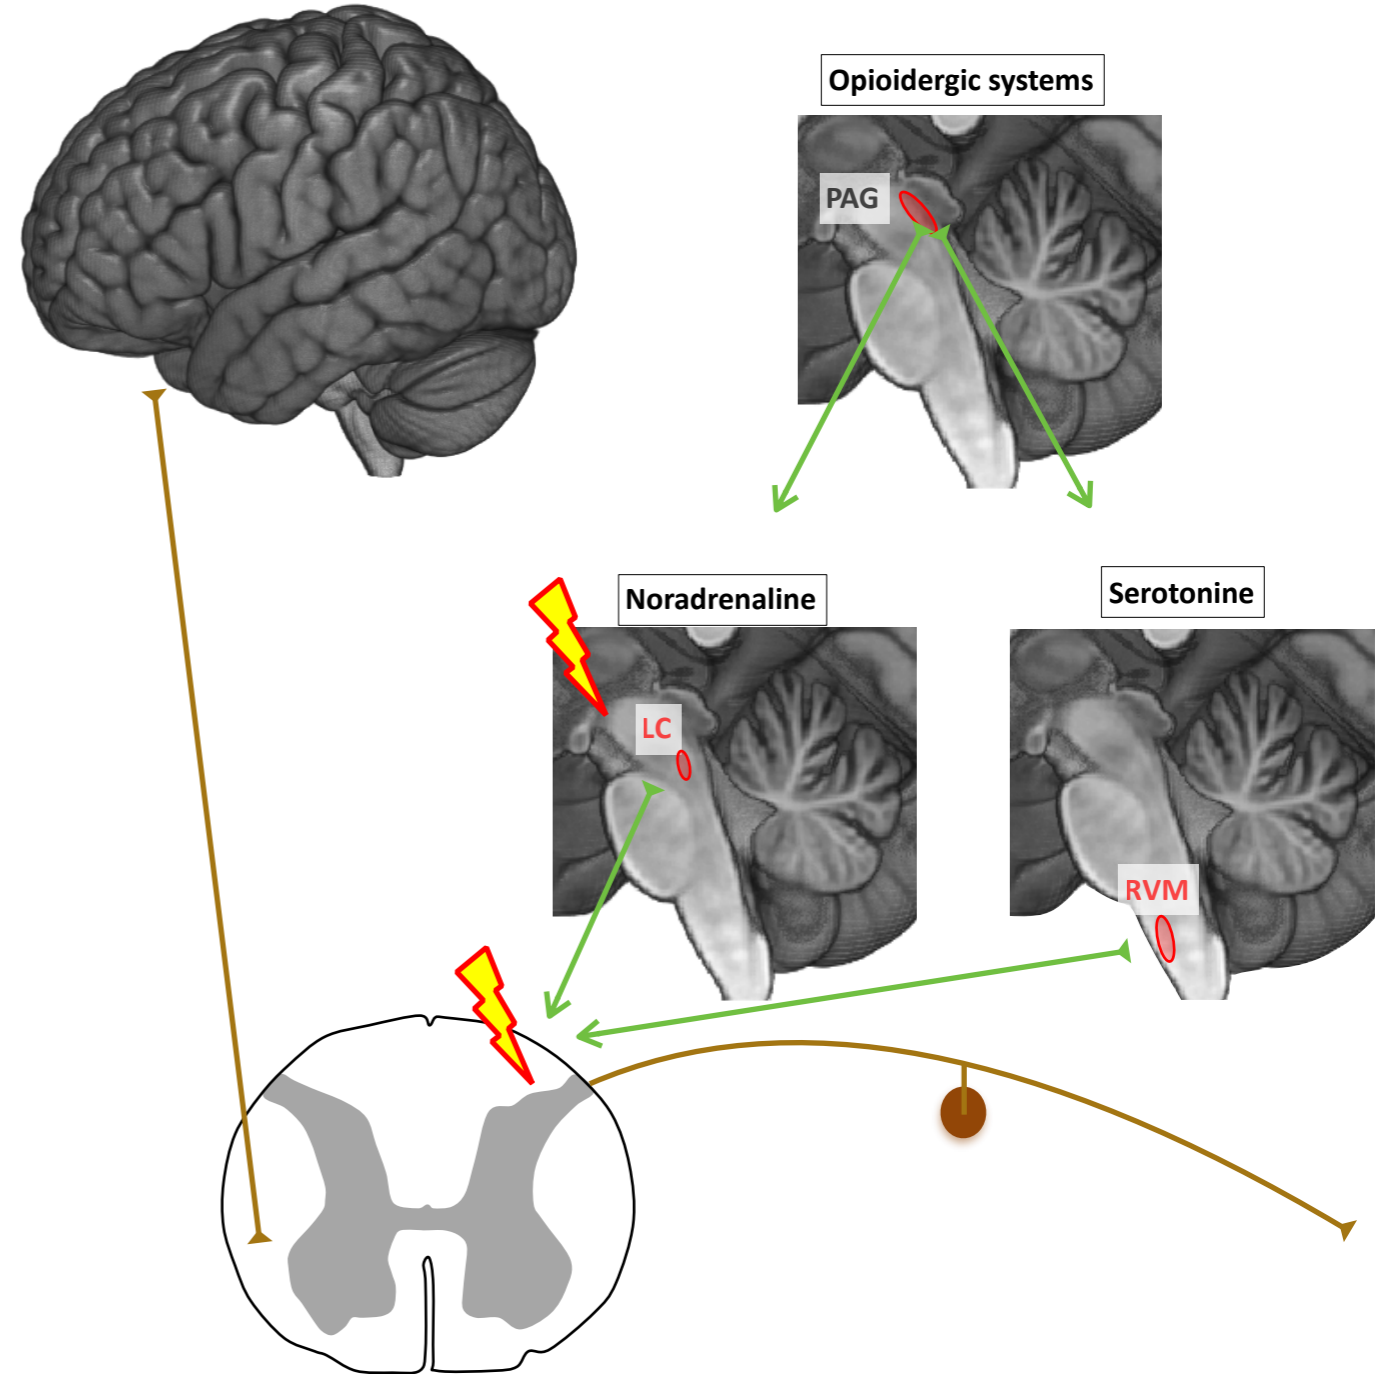 Opioidergic systems
PAG
Noradrenaline
Serotonine
LC
RVM